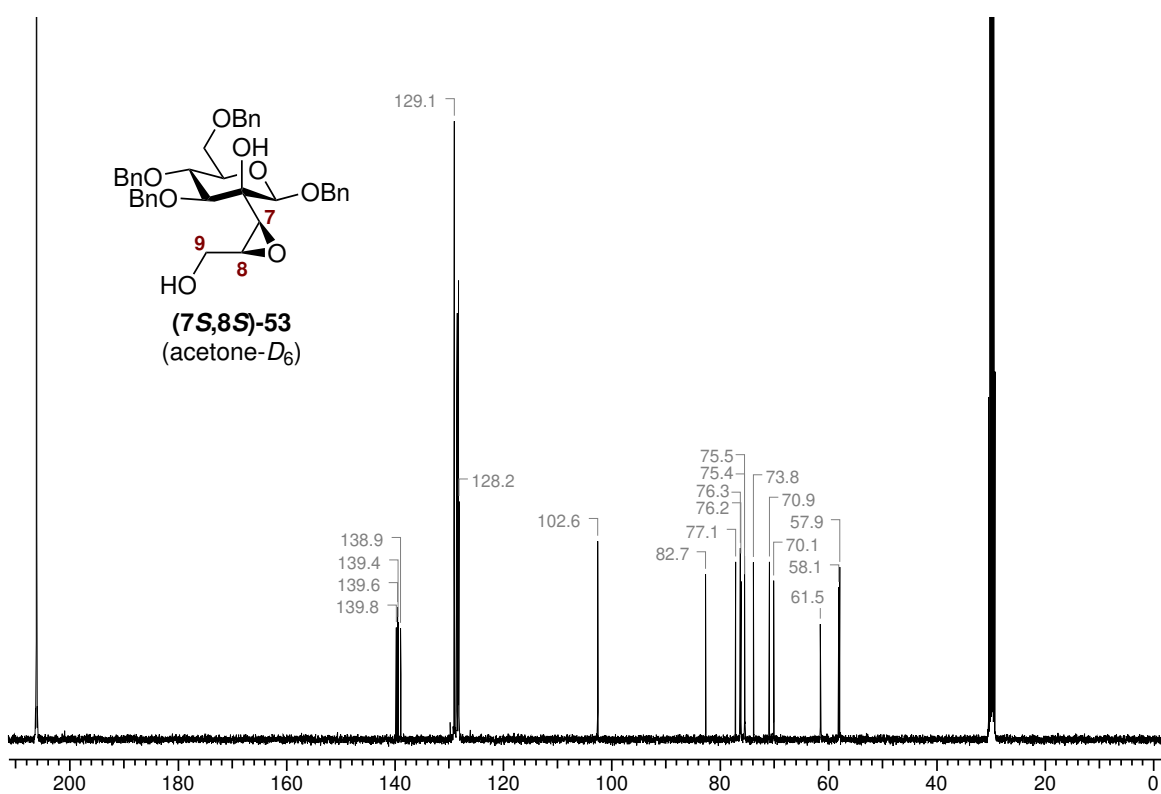 129.1
OBn
OH
O
BnO
OBn
BnO
7
9
O
8
HO
(7S,8S)-53
(acetone-D6)
75.5
75.4
73.8
128.2
76.3
70.9
76.2
102.6
57.9
77.1
138.9
70.1
82.7
139.4
58.1
139.6
61.5
139.8
200 180 160 140 120 100 80 60 40 20 0